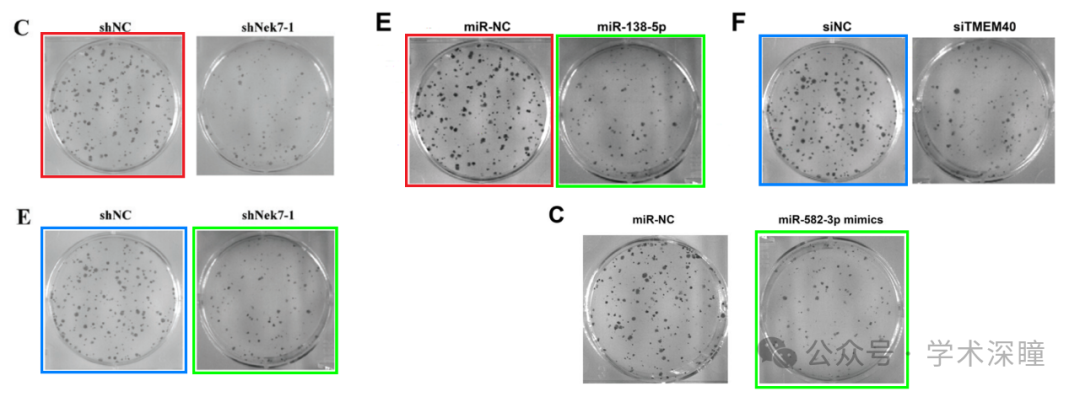 C
shNC shNek7-1
E
miR-NC miR-138-5p
F
siNC siTMEM40
E
shNC shNek7-1
C
miR-NC miR-582-3p mimics
公众号 · 学术深瞳